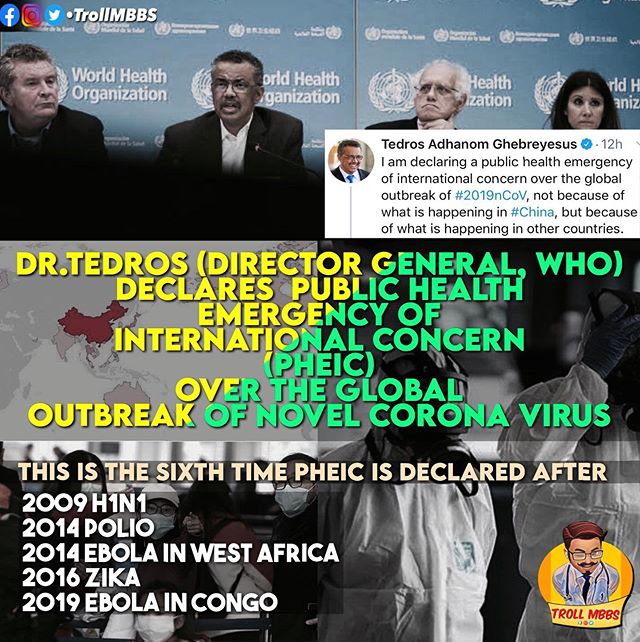 •TrollMBBS
World Health
Organization
World Health
Organization
World
Organi
ld H
anization
Tedros Adhanom Ghebreyesus · 12h
I am declaring a public health emergency
of international concern over the global
outbreak of #2019nCoV, not because of
what is happening in #China, but because
of what is happening in other countries.
DR.TEDROS (DIRECTOR GENERAL, WHO)
DECLARES PUBLIC HEALTH
EMERGENCY OF
INTERNATIONAL CONCERN
(PHEIC)
OVER THE GLOBAL
OUTBREAK OF NOVEL CORONA VIRUS
THIS IS THE SIXTH TIME PHEIC IS DECLARED AFTER
2009 H1N1
2014 POLIO
2014 EBOLA IN WEST AFRICA
2016 ZIKA
2019 EBOLA IN CONGO
TROLL MBBS